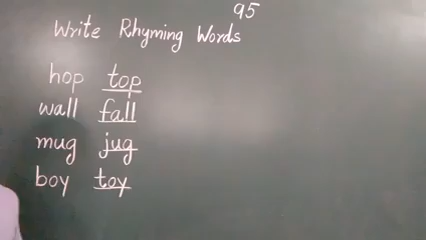 95
Write Rhyming Words
hop top
wall fall
mug jug
boy toy